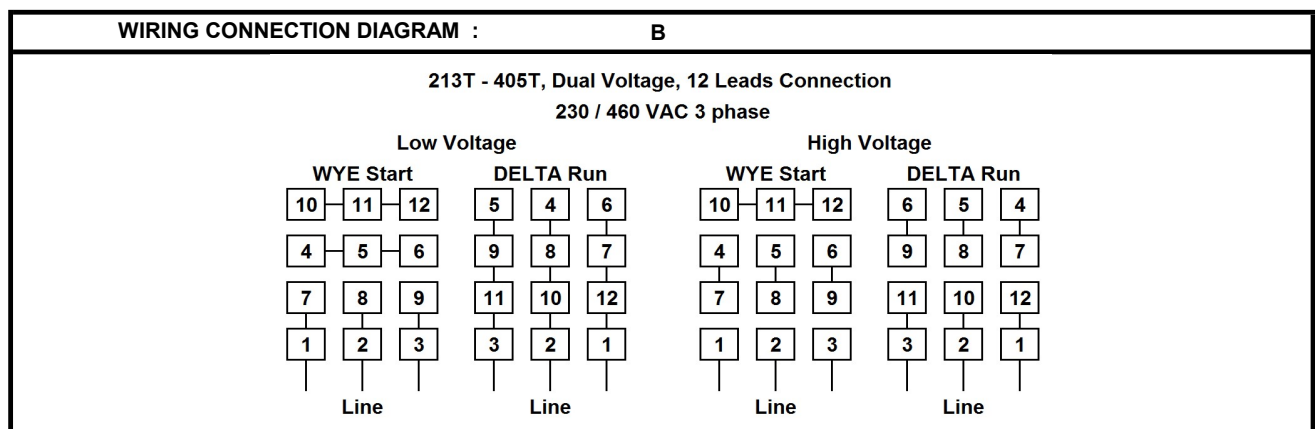 WIRING CONNECTION DIAGRAM : B
213T - 405T, Dual Voltage, 12 Leads Connection
230 / 460 VAC 3 phase
Low Voltage High Voltage
WYE Start DELTA Run WYE Start DELTA Run
10 11 12 5 4 6 10 11 12 6 5 4
4 5 6 9 8 7 4 5 6 9 8 7
7 8 9 11 10 12 7 8 9 11 10 12
1 2 3 3 2 1 1 2 3 3 2 1
Line Line Line Line